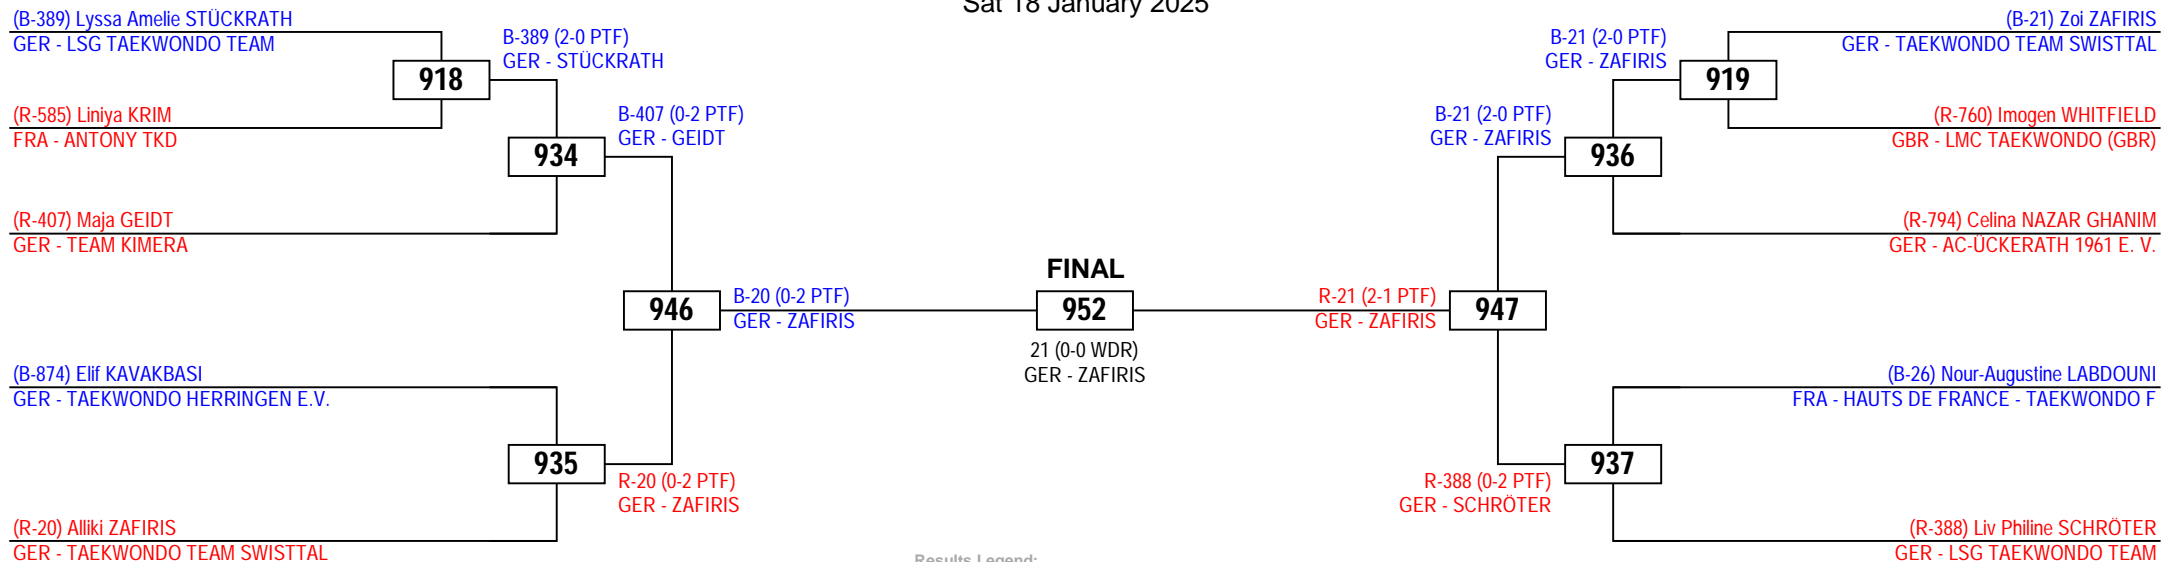 Sat 18 January 2025
(B-389) Lyssa Amelie STÜCKRATH
GER - LSG TAEKWONDO TEAM
B-389 (2-0 PTF)
GER - STÜCKRATH
918
(R-585) Liniya KRIM
FRA - ANTONY TKD
B-407 (0-2 PTF)
GER - GEIDT
934
(R-407) Maja GEIDT
GER - TEAM KIMERA
946
B-20 (0-2 PTF)
GER - ZAFIRIS
(B-874) Elif KAVAKBASI
GER - TAEKWONDO HERRINGEN E.V.
935
R-20 (0-2 PTF)
GER - ZAFIRIS
(R-20) Alliki ZAFIRIS
GER - TAEKWONDO TEAM SWISTTAL
FINAL
952
21 (0-0 WDR)
GER - ZAFIRIS
(B-21) Zoi ZAFIRIS
GER - TAEKWONDO TEAM SWISTTAL
B-21 (2-0 PTF)
GER - ZAFIRIS
919
(R-760) Imogen WHITFIELD
GBR - LMC TAEKWONDO (GBR)
B-21 (2-0 PTF)
GER - ZAFIRIS
936
(R-794) Celina NAZAR GHANIM
GER - AC-ÜCKERATH 1961 E. V.
R-21 (2-1 PTF)
GER - ZAFIRIS
947
(B-26) Nour-Augustine LABDOUNI
FRA - HAUTS DE FRANCE - TAEKWONDO F
937
R-388 (0-2 PTF)
GER - SCHRÖTER
(R-388) Liv Philine SCHRÖTER
GER - LSG TAEKWONDO TEAM
Results Legend: